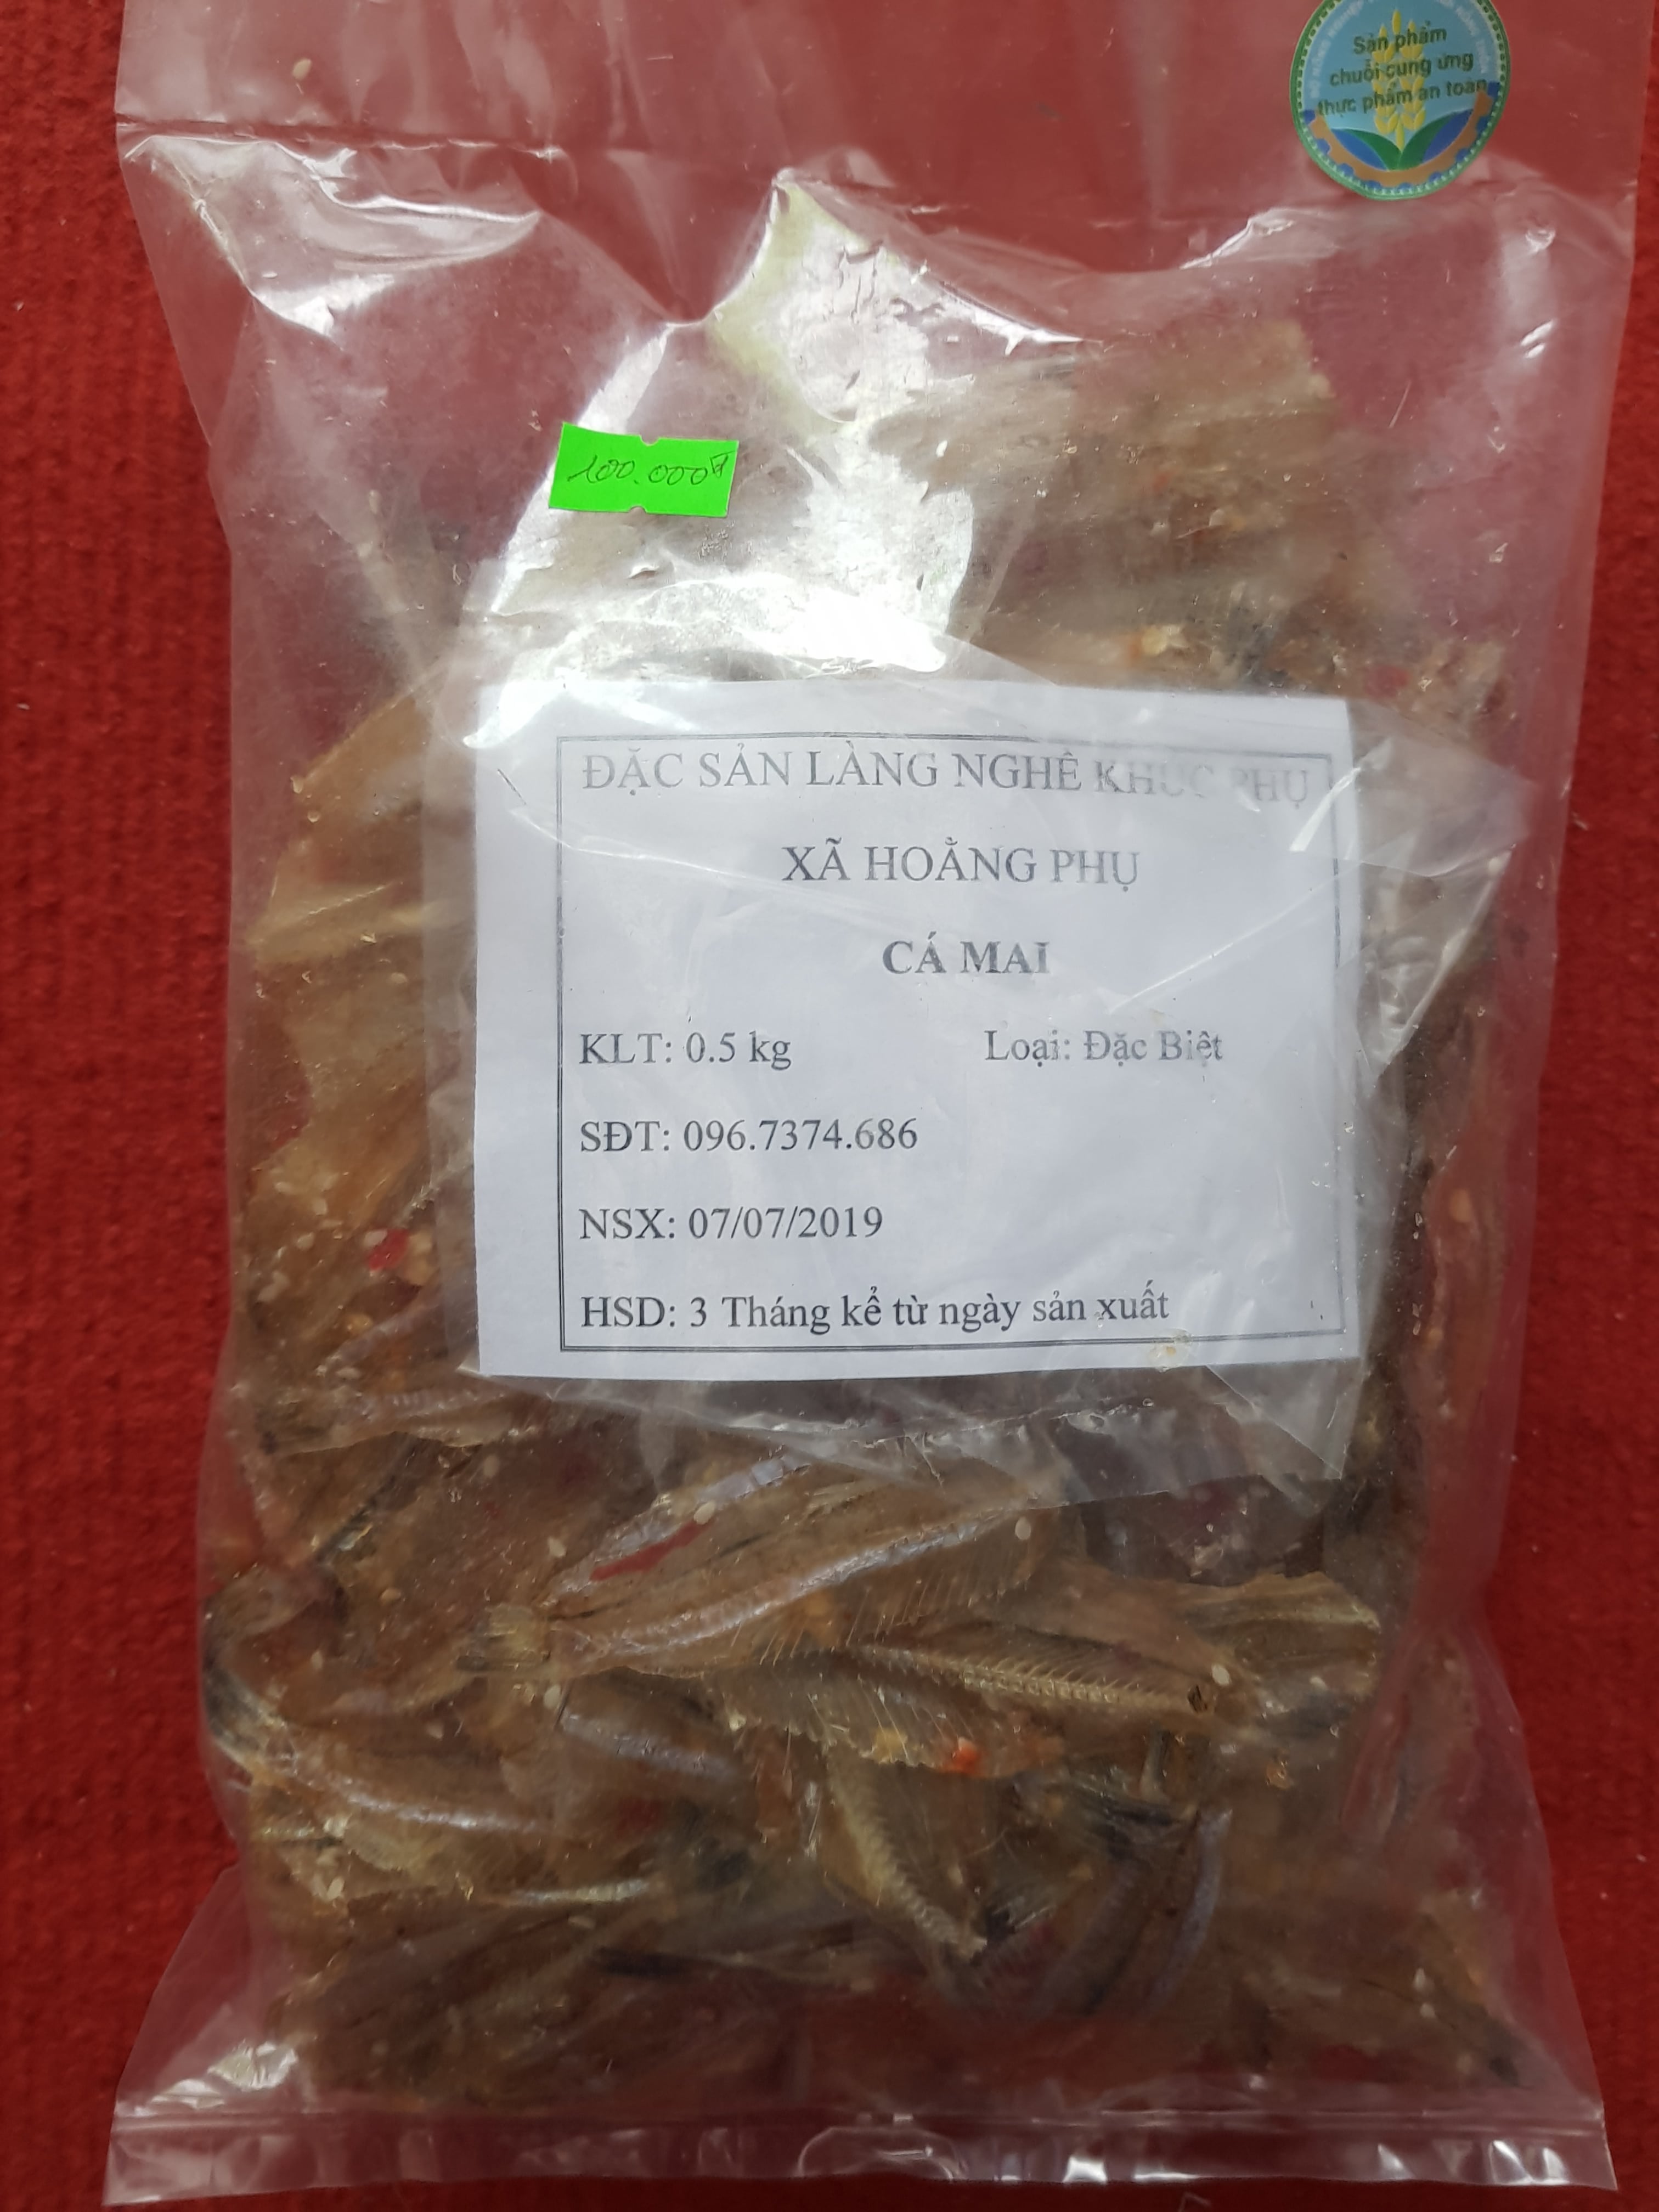 Sản phẩm
chuỗi cung ứng
thực phẩm an toàn
100.000đ
ĐẶC SẢN LÀNG NGHỀ KHÚC PHỤ
XÃ HOẰNG PHỤ
CÁ MAI
KLT: 0.5 kg Loại: Đặc Biệt
SĐT: 096.7374.686
NSX: 07/07/2019
HSD: 3 Tháng kể từ ngày sản xuất